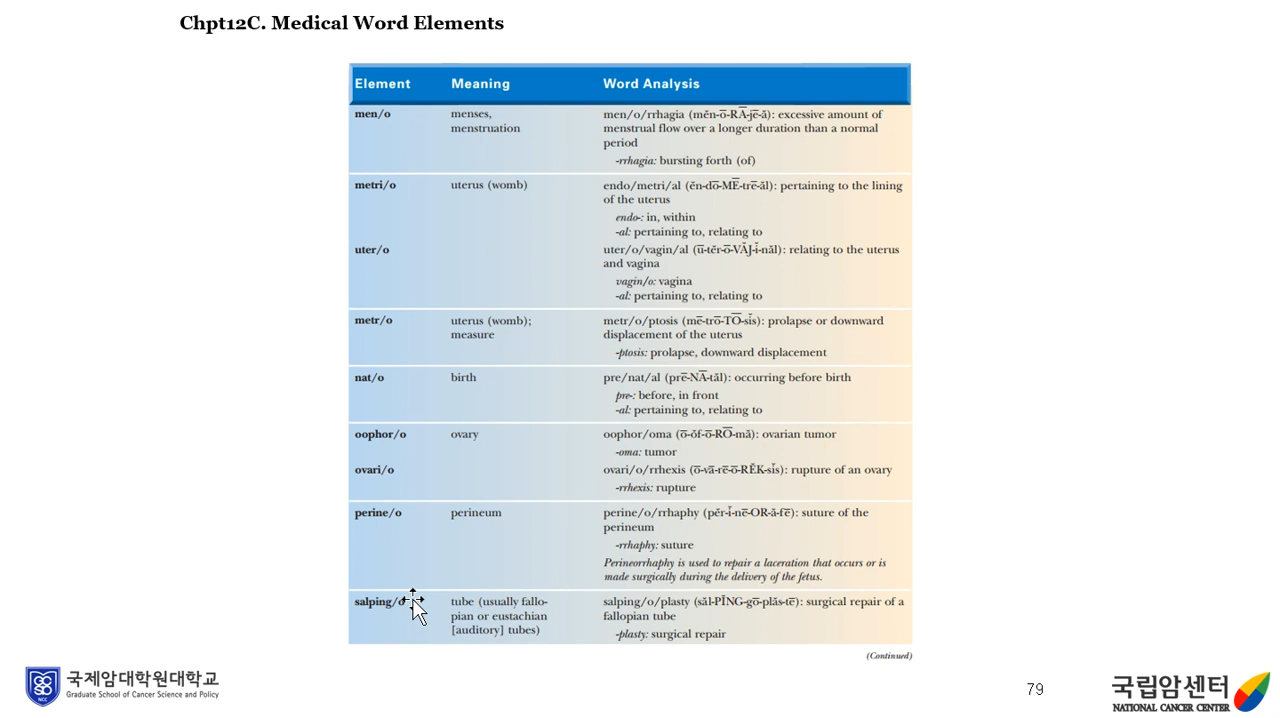 Chpt12C. Medical Word Elements
Element Meaning Word Analysis
men/o menses, men/o/rrhagia (mĕn-ō-RĀ-jē-ă): excessive amount of
menstruation menstrual flow over a longer duration than a normal
period
-rrhagia: bursting forth (of)
metri/o uterus (womb) endo/metri/al (ĕn-dō-MĒ-trē-ăl): pertaining to the lining
of the uterus
endo-: in, within
-al: pertaining to, relating to
uter/o uter/o/vagin/al (ū-tĕr-ō-VĂJ-ĭ-năl): relating to the uterus
and vagina
vagin/o: vagina
-al: pertaining to, relating to
metr/o uterus (womb); metr/o/ptosis (mē-trō-TŌ-sĭs): prolapse or downward
measure displacement of the uterus
-ptosis: prolapse, downward displacement
nat/o birth pre/nat/al (prē-NĀ-tăl): occurring before birth
pre-: before, in front
-al: pertaining to, relating to
oophor/o ovary oophor/oma (ō-ŏf-ō-RŌ-mă): ovarian tumor
-oma: tumor
ovari/o ovari/o/rrhexis (ō-vā-rē-ō-RĔK-sĭs): rupture of an ovary
-rrhexis: rupture
perine/o perineum perine/o/rrhaphy (pĕr-ĭ-nē-OR-ă-fē): suture of the
perineum
-rrhaphy: suture
Perineorrhaphy is used to repair a laceration that occurs or is
made surgically during the delivery of the fetus.
salping/o tube (usually fallo- salping/o/plasty (săl-PĬNG-gō-plăs-tē): surgical repair of a
pian or eustachian fallopian tube
[auditory] tubes) -plasty: surgical repair
(Continued)
NCC
국제암대학원대학교
Graduate School of Cancer Science and Policy
79
국립암센터
NATIONAL CANCER CENTER